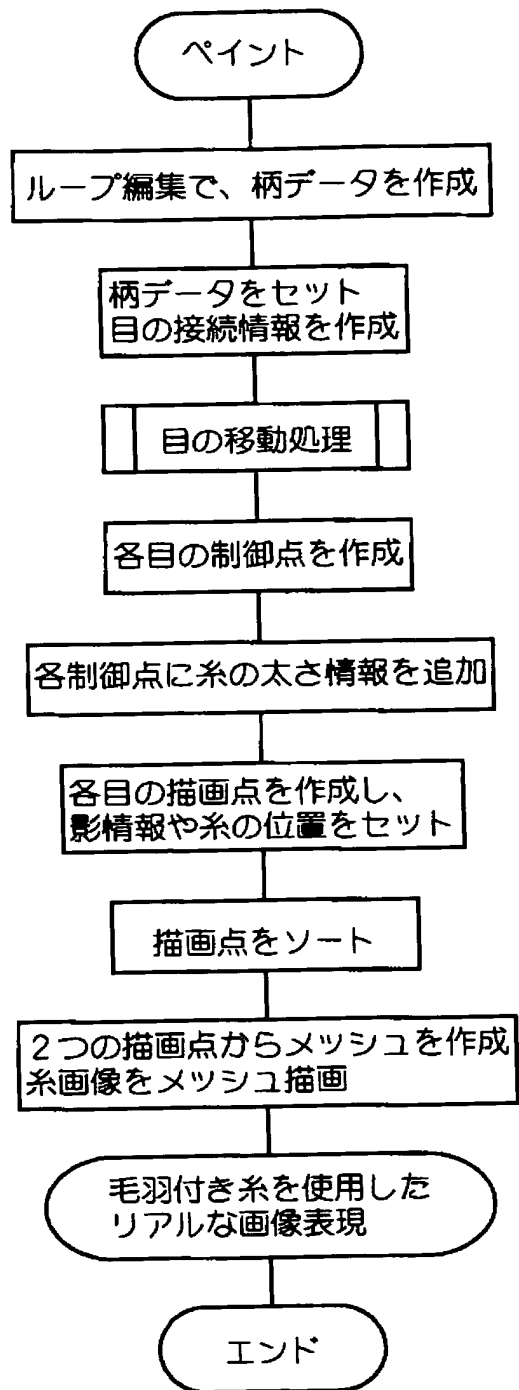 ペイント
ループ編集で、柄データを作成
柄データをセット
目の接続情報を作成
目の移動処理
各目の制御点を作成
各制御点に糸の太さ情報を追加
各目の描画点を作成し、
影情報や糸の位置をセット
描画点をソート
２つの描画点からメッシュを作成
糸画像をメッシュ描画
毛羽付き糸を使用した
リアルな画像表現
エンド